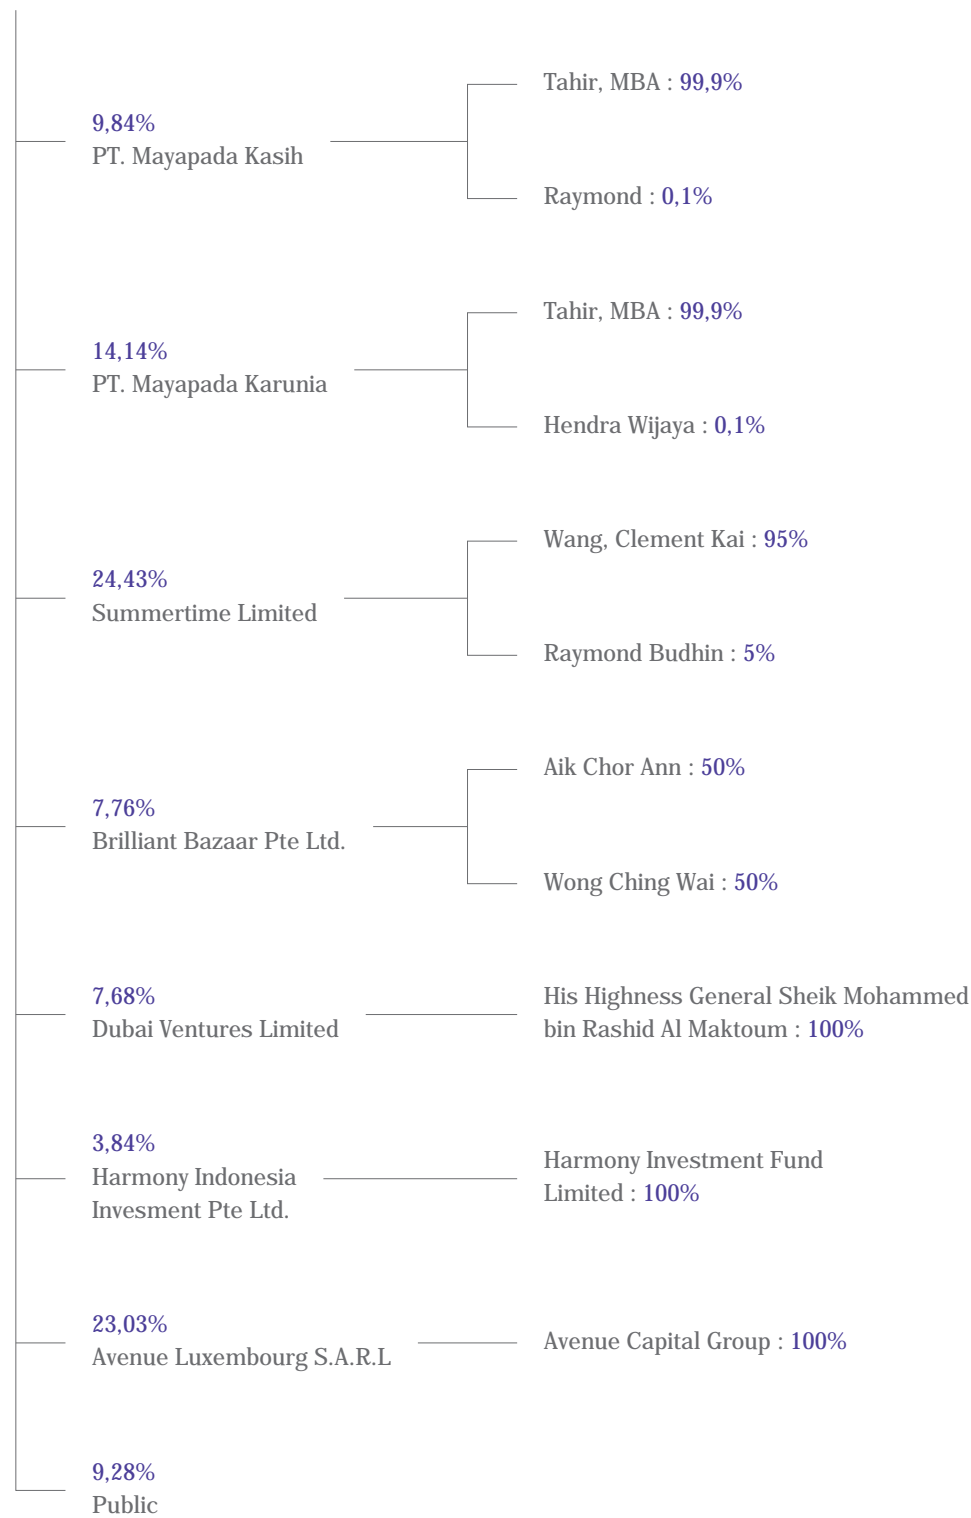 Tahir, MBA : 99,9%
9,84%
PT. Mayapada Kasih
Raymond : 0,1%
Tahir, MBA : 99,9%
14,14%
PT. Mayapada Karunia
Hendra Wijaya : 0,1%
Wang, Clement Kai : 95%
24,43%
Summertime Limited
Raymond Budhin : 5%
Aik Chor Ann : 50%
7,76%
Brilliant Bazaar Pte Ltd.
Wong Ching Wai : 50%
7,68%
Dubai Ventures Limited
His Highness General Sheik Mohammed
bin Rashid Al Maktoum : 100%
3,84%
Harmony Indonesia
Invesment Pte Ltd.
Harmony Investment Fund
Limited : 100%
23,03%
Avenue Luxembourg S.A.R.L
Avenue Capital Group : 100%
9,28%
Public